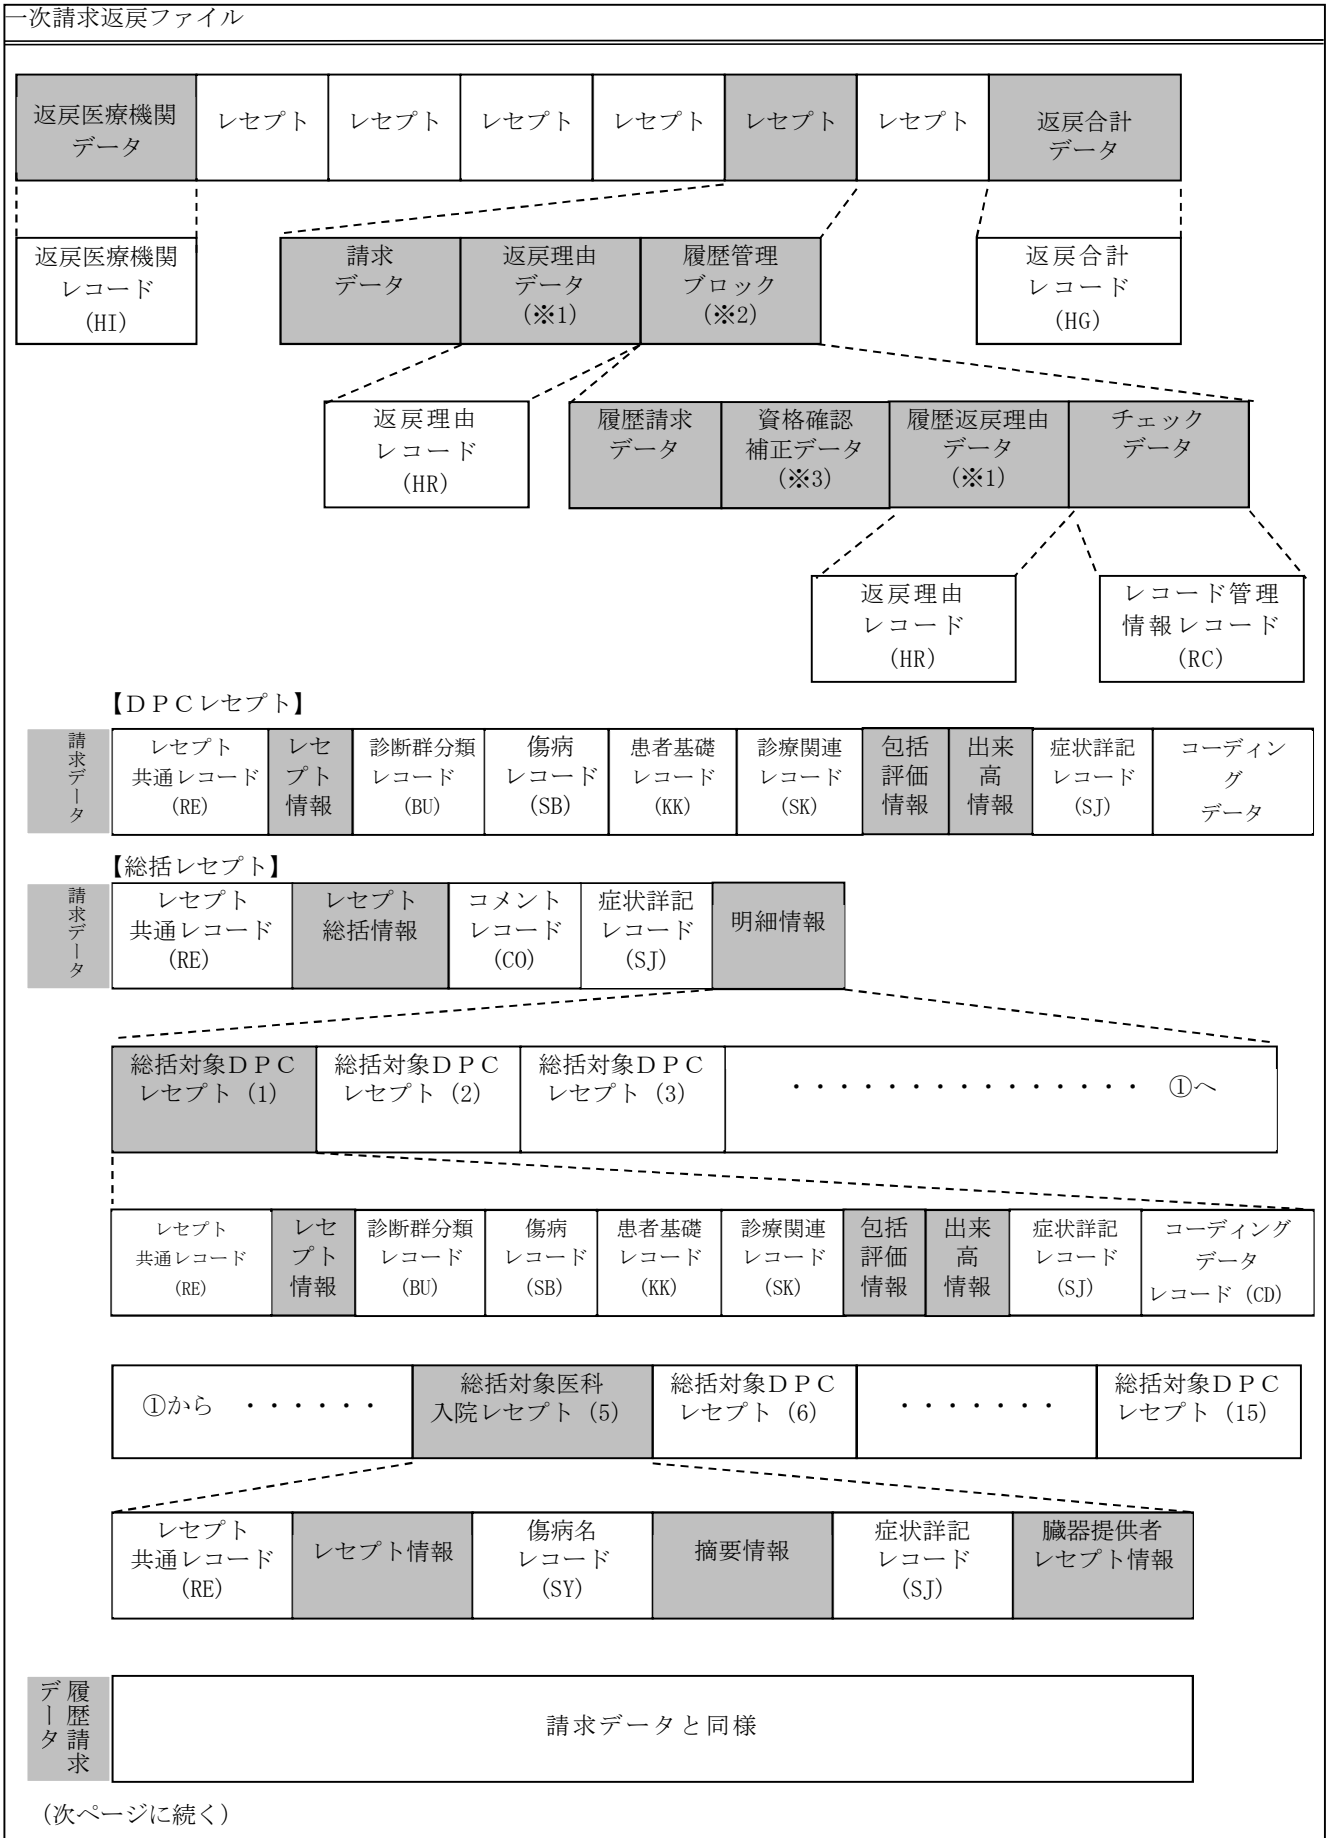 一次請求返戻ファイル
返戻医療機関
データ
レセプト
レセプト
レセプト
レセプト
レセプト
レセプト
返戻合計
データ
返戻医療機関
レコード
(HI)
請求
データ
返戻理由
データ
(※1)
履歴管理
ブロック
(※2)
返戻合計
レコード
(HG)
返戻理由
レコード
(HR)
履歴請求
データ
資格確認
補正データ
(※3)
履歴返戻理由
データ
(※1)
チェック
データ
返戻理由
レコード
(HR)
レコード管理
情報レコード
(RC)
【ＤＰＣレセプト】
請求データ
レセプト
共通レコード
(RE)
レセ
プト
情報
診断群分類
レコード
(BU)
傷病
レコード
(SB)
患者基礎
レコード
(KK)
診療関連
レコード
(SK)
包括
評価
情報
出来
高
情報
症状詳記
レコード
(SJ)
コーディン
グ
データ
【総括レセプト】
請求データ
レセプト
共通レコード
(RE)
レセプト
総括情報
コメント
レコード
(CO)
症状詳記
レコード
(SJ)
明細情報
総括対象ＤＰＣ
レセプト (1)
総括対象ＤＰＣ
レセプト (2)
総括対象ＤＰＣ
レセプト (3)
・・・・・・・・・・・・・・・ ①へ
レセプト
共通レコード
(RE)
レセ
プト
情報
診断群分類
レコード
(BU)
傷病
レコード
(SB)
患者基礎
レコード
(KK)
診療関連
レコード
(SK)
包括
評価
情報
出来
高
情報
症状詳記
レコード
(SJ)
コーディング
データ
レコード (CD)
①から ・・・・・・
総括対象医科
入院レセプト (5)
総括対象ＤＰＣ
レセプト (6)
・・・・・・・
総括対象ＤＰＣ
レセプト (15)
レセプト
共通レコード
(RE)
レセプト情報
傷病名
レコード
(SY)
摘要情報
症状詳記
レコード
(SJ)
臓器提供者
レセプト情報
履歴請求
データ
請求データと同様
(次ページに続く)